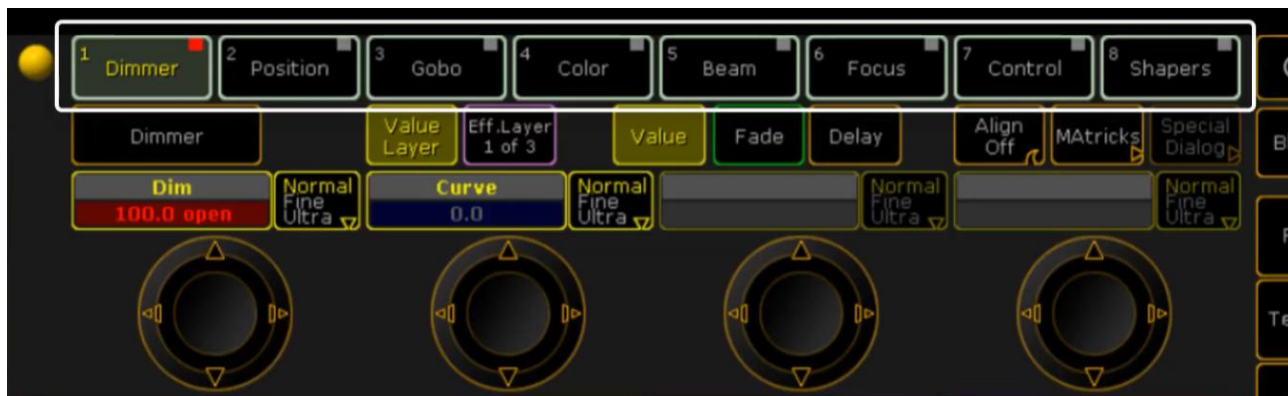 1 Dimmer 2 Position 3 Gobo 4 Color 5 Beam 6 Focus 7 Control 8 Shapers
Dimmer Value Eff.Layer Value Fade Delay Align MAtricks Special
Layer 1 of 3 Off Dialog
Dim Normal Curve Normal Normal Normal
100.0 open Fine 0.0 Fine Fine Fine
Ultra Ultra Ultra Ultra